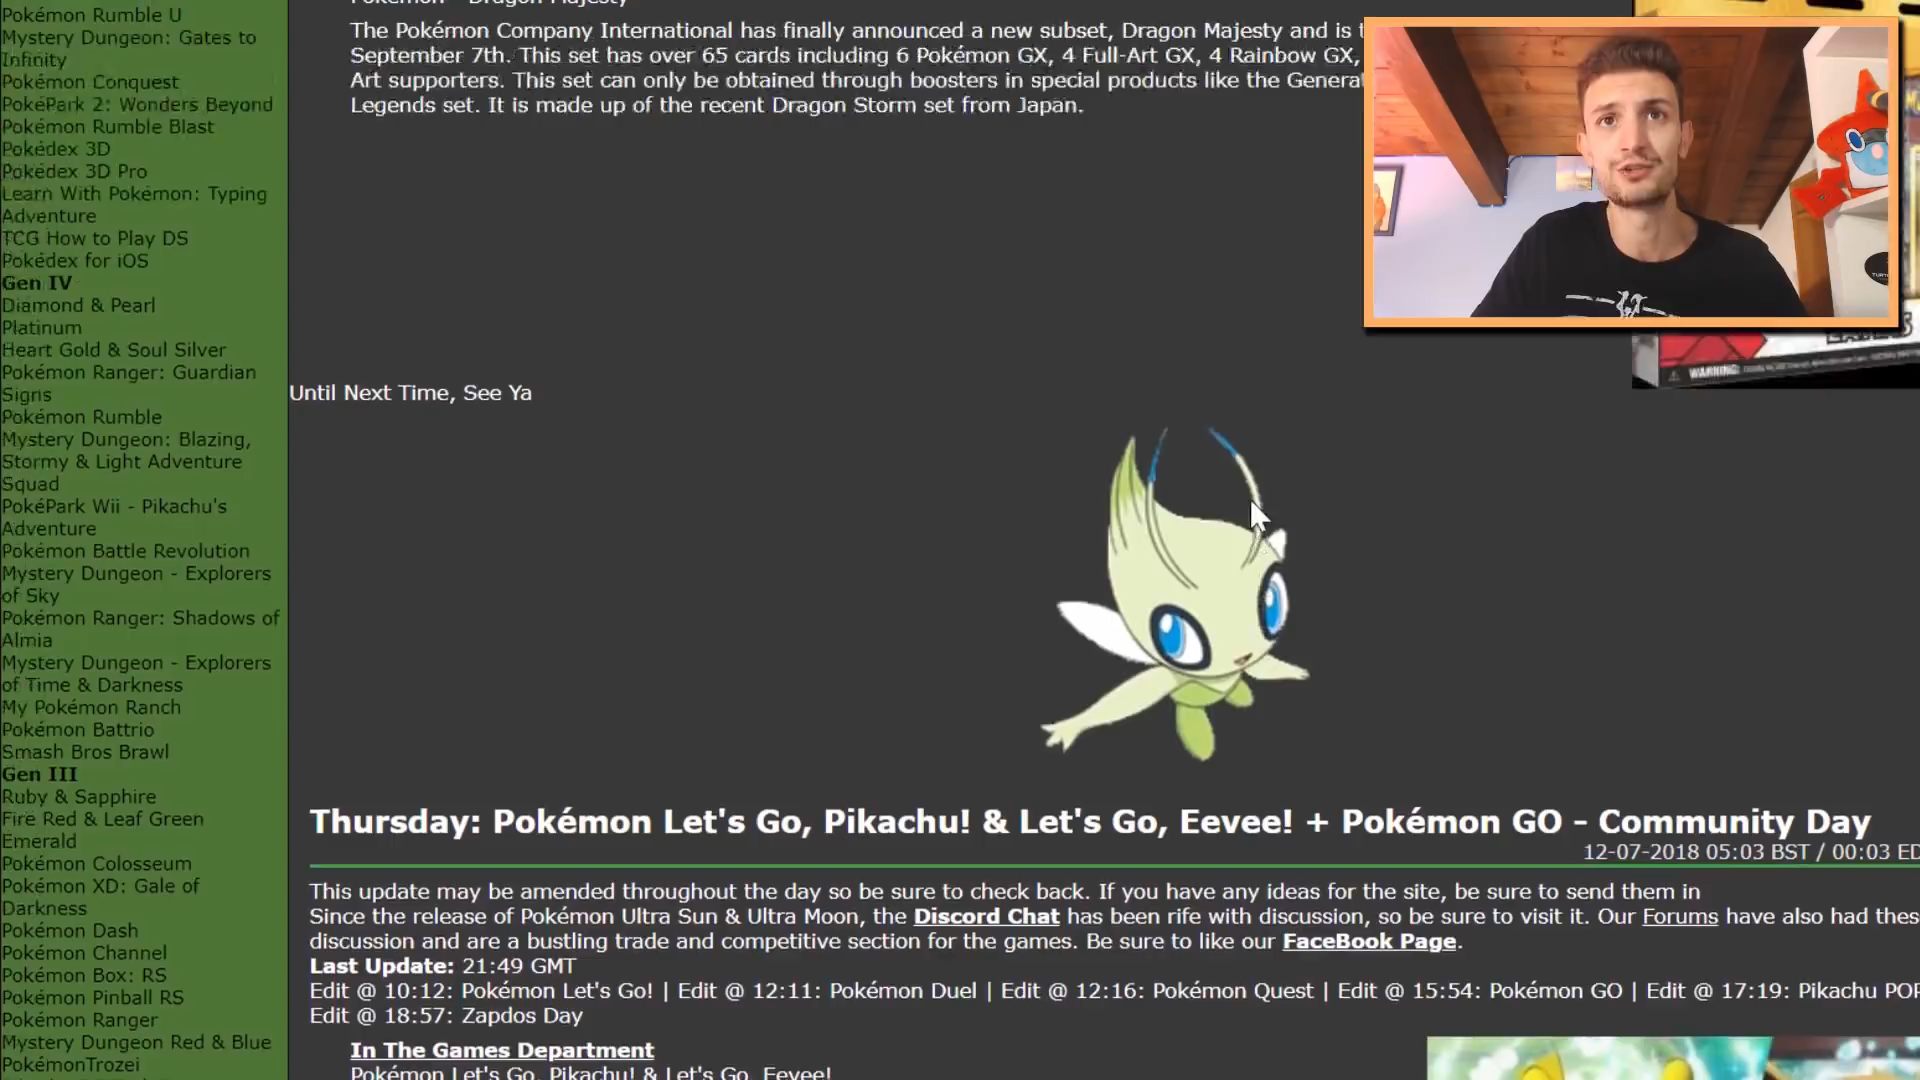 Pokémon Rumble U
Mystery Dungeon: Gates to
Infinity
Pokémon Conquest
PokéPark 2: Wonders Beyond
Pokémon Rumble Blast
Pokédex 3D
Pokédex 3D Pro
Learn With Pokémon: Typing
Adventure
TCG How to Play DS
Pokédex for iOS
Gen IV
Diamond & Pearl
Platinum
Heart Gold & Soul Silver
Pokémon Ranger: Guardian
Signs
Pokémon Rumble
Mystery Dungeon: Blazing,
Stormy & Light Adventure
Squad
PokéPark Wii - Pikachu's
Adventure
Pokémon Battle Revolution
Mystery Dungeon - Explorers
of Sky
Pokémon Ranger: Shadows of
Almia
Mystery Dungeon - Explorers
of Time & Darkness
My Pokémon Ranch
Pokémon Battrio
Smash Bros Brawl
Gen III
Ruby & Sapphire
Fire Red & Leaf Green
Emerald
Pokémon Colosseum
Pokémon XD: Gale of
Darkness
Pokémon Dash
Pokémon Channel
Pokémon Box: RS
Pokémon Pinball RS
Pokémon Ranger
Mystery Dungeon Red & Blue
PokémonTrozei
Pokémon - Dragon Majesty
The Pokémon Company International has finally announced a new subset, Dragon Majesty and is
September 7th. This set has over 65 cards including 6 Pokémon GX, 4 Full-Art GX, 4 Rainbow GX,
Art supporters. This set can only be obtained through boosters in special products like the
Legends set. It is made up of the recent Dragon Storm set from Japan.
WARNING:
Until Next Time, See Ya
Thursday: Pokémon Let's Go, Pikachu! & Let's Go, Eevee! + Pokémon GO - Community Day
12-07-2018 05:03 BST / 00:03 ED
This update may be amended throughout the day so be sure to check back. If you have any ideas for the site, be sure to send them in
Since the release of Pokémon Ultra Sun & Ultra Moon, the Discord Chat has been rife with discussion, so be sure to visit it. Our Forums have also had thes
discussion and are a bustling trade and competitive section for the games. Be sure to like our FaceBook Page.
Last Update: 21:49 GMT
Edit @ 10:12: Pokémon Let's Go! | Edit @ 12:11: Pokémon Duel | Edit @ 12:16: Pokémon Quest | Edit @ 15:54: Pokémon GO | Edit @ 17:19: Pikachu POP
Edit @ 18:57: Zapdos Day
In The Games Department
Pokémon Let's Go, Pikachu! & Let's Go, Eevee!